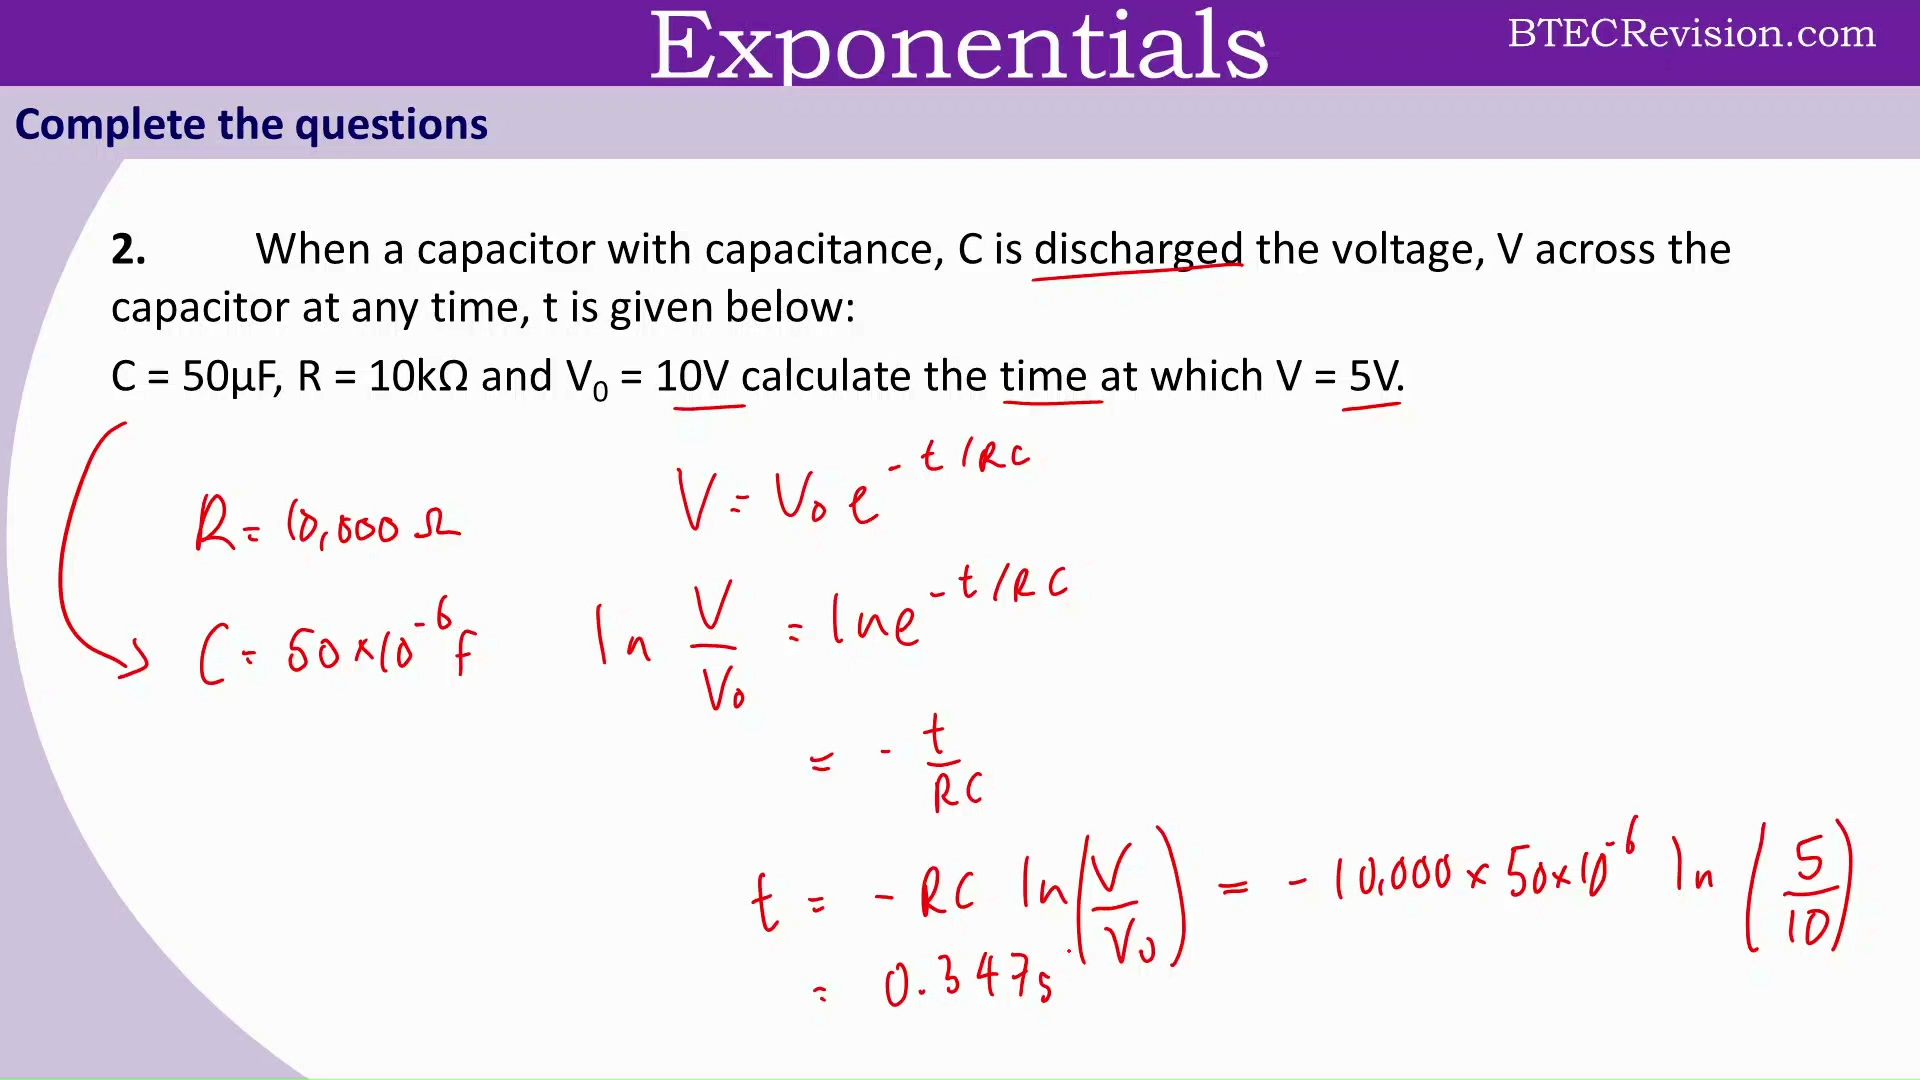 Exponentials
BTECRevision.com
Complete the questions
2. When a capacitor with capacitance, C is discharged the voltage, V across the
capacitor at any time, t is given below:
C = 50μF, R = 10kΩ and V₀ = 10V calculate the time at which V = 5V.
V = V₀ e^(-t/RC)
R = 10,000 Ω
ln V/V₀ = ln e^(-t/RC)
C = 50×10⁻⁶ F
= - t/RC
t = - RC ln(V/V₀) = - 10,000 × 50×10⁻⁶ ln(5/10)
= 0.347s